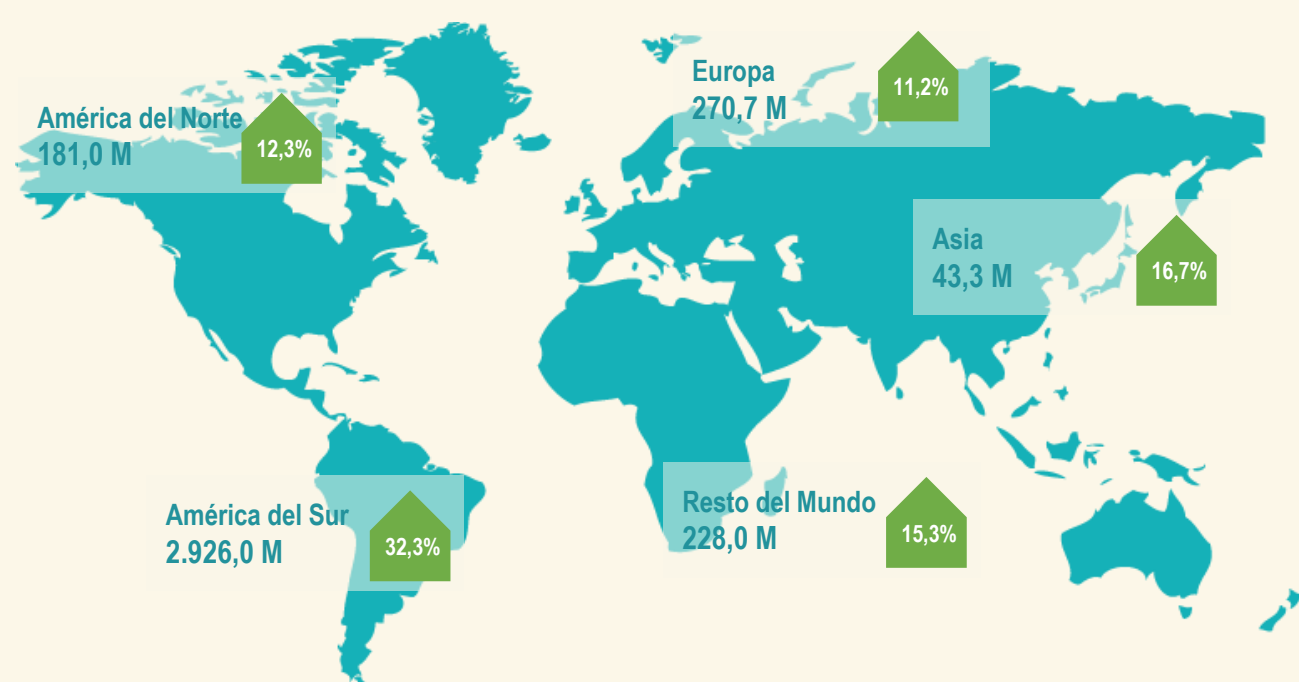 América del Norte
181,0 M
12,3%
Europa
270,7 M
11,2%
Asia
43,3 M
16,7%
América del Sur
2.926,0 M
32,3%
Resto del Mundo
228,0 M
15,3%